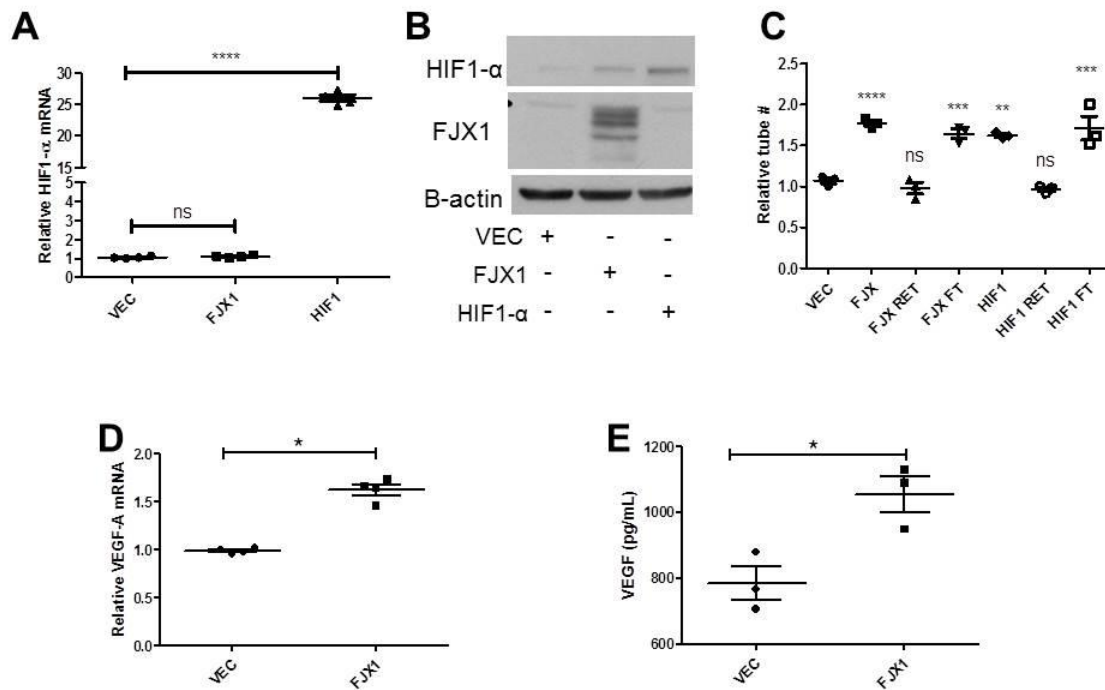 A
Relative HIF1-α mRNA
30
25
20
15
5
4
3
2
1
0
****
ns
VEC
FJX1
HIF1
B
HIF1-α
FJX1
B-actin
VEC + - -
FJX1 - + -
HIF1-α - - +
C
Relative tube #
2.5
2.0
1.5
1.0
0.5
0.0
****
ns
***
**
ns
***
VEC
FJX
FJX RET
FJX FT
HIF1
HIF1 RET
HIF1 FT
D
Relative VEGF-A mRNA
2.0
1.5
1.0
0.5
0.0
*
VEC
FJX1
E
VEGF (pg/mL)
1200
1000
800
600
*
VEC
FJX1